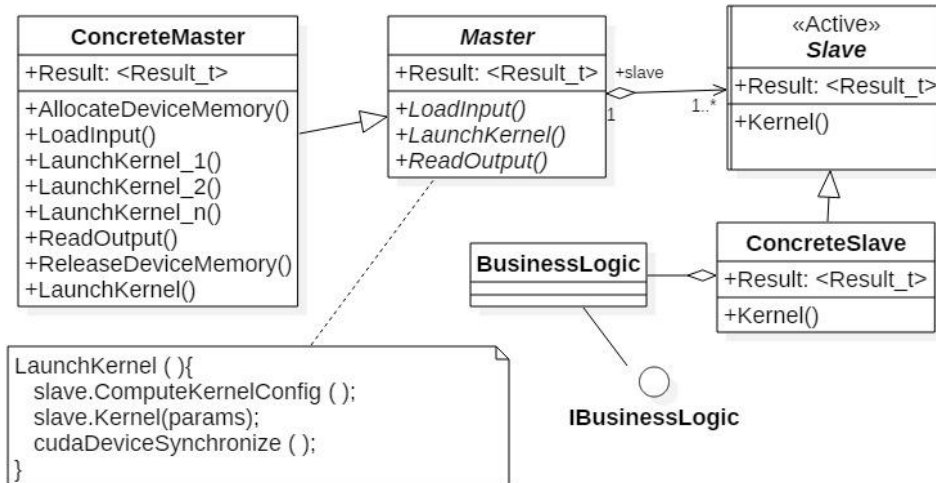 ConcreteMaster
+Result: <Result_t>
+AllocateDeviceMemory()
+LoadInput()
+LaunchKernel_1()
+LaunchKernel_2()
+LaunchKernel_n()
+ReadOutput()
+ReleaseDeviceMemory()
+LaunchKernel()
Master
+Result: <Result_t>
+LoadInput()
+LaunchKernel()
+ReadOutput()
+slave
1
1..*
«Active»
Slave
+Result: <Result_t>
+Kernel()
BusinessLogic
ConcreteSlave
+Result: <Result_t>
+Kernel()
IBusinessLogic
LaunchKernel ( ){
slave.ComputeKernelConfig ( );
slave.Kernel(params);
cudaDeviceSynchronize ( );
}